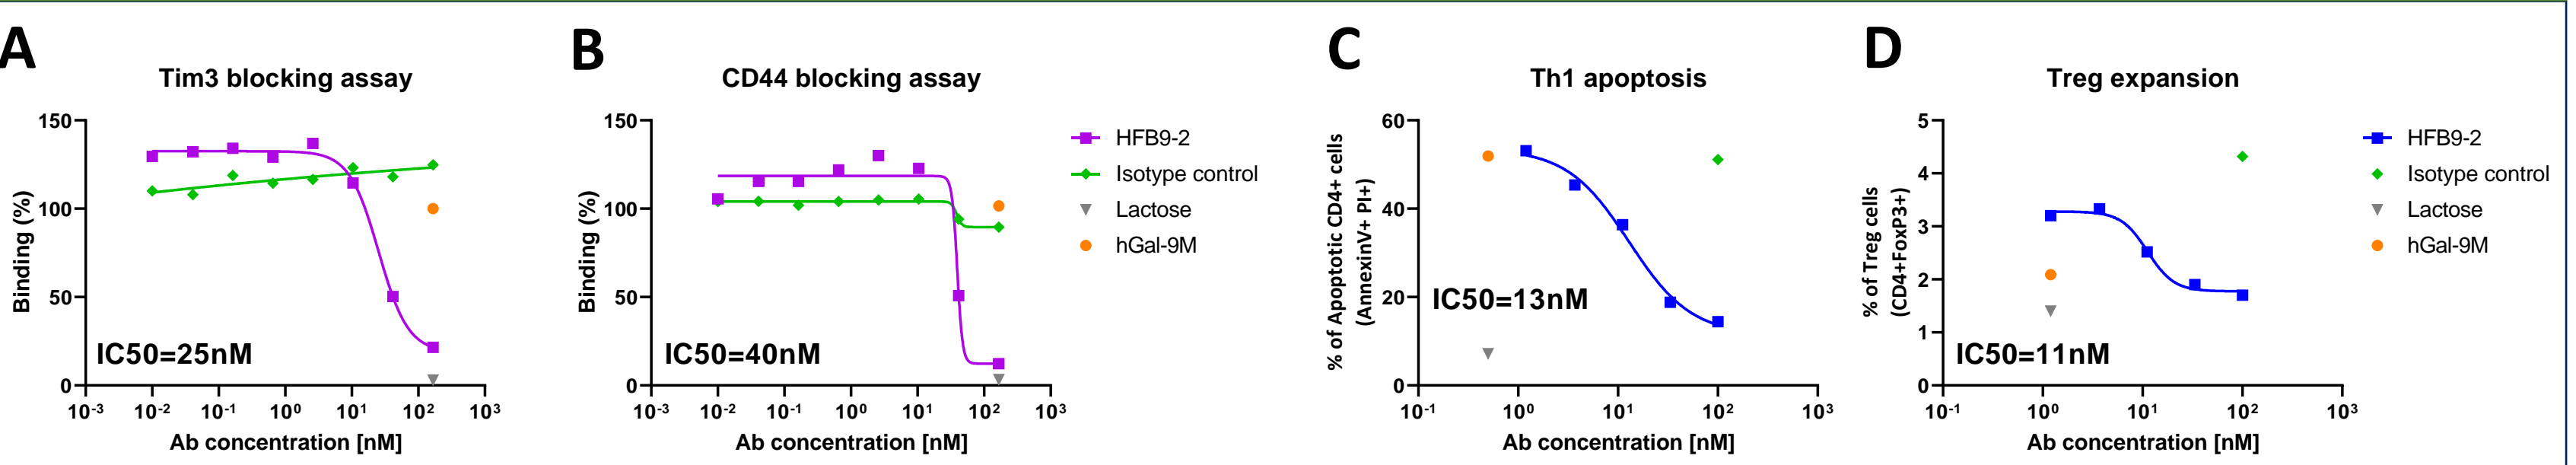 A
Tim3 blocking assay
Binding (%)
150
100
50
0
IC50=25nM
10-3
10-2
10-1
100
101
102
103
Ab concentration [nM]
B
CD44 blocking assay
Binding (%)
150
100
50
0
IC50=40nM
10-3
10-2
10-1
100
101
102
103
Ab concentration [nM]
HFB9-2
Isotype control
Lactose
hGal-9M
C
Th1 apoptosis
% of Apoptotic CD4+ cells
(AnnexinV+ PI+)
60
40
20
0
IC50=13nM
10-1
100
101
102
103
Ab concentration [nM]
D
Treg expansion
% of Treg cells
(CD4+FoxP3+)
5
4
3
2
1
0
IC50=11nM
10-1
100
101
102
103
Ab concentration [nM]
HFB9-2
Isotype control
Lactose
hGal-9M